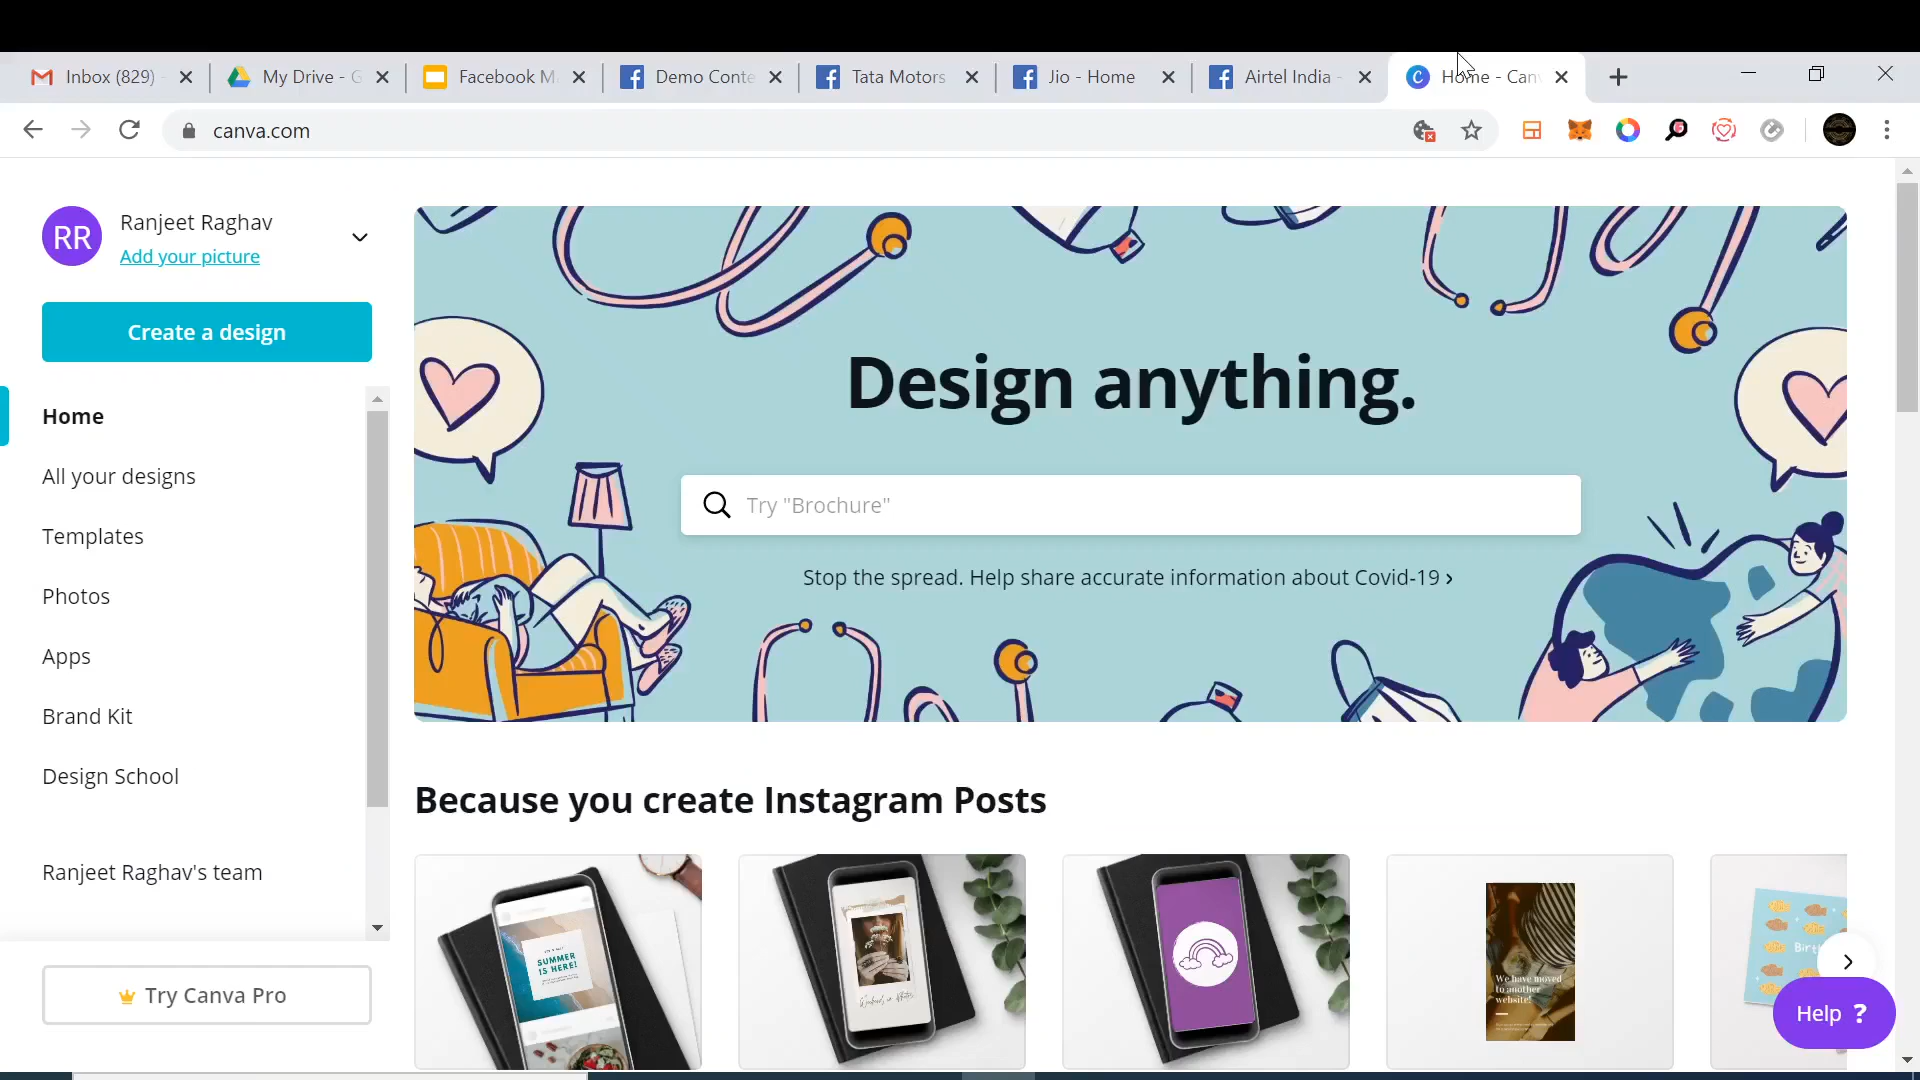 Inbox (829)
My Drive - G
Facebook M
Demo Conte
Tata Motors
Jio - Home
Airtel India -
Home - Can
canva.com
RR
Ranjeet Raghav
Add your picture
Create a design
Home
All your designs
Templates
Photos
Apps
Brand Kit
Design School
Ranjeet Raghav's team
Try Canva Pro
Design anything.
Try "Brochure"
Stop the spread. Help share accurate information about Covid-19 ›
Because you create Instagram Posts
SUMMER
IS HERE!
We have moved
to another
website!
Birt
Help ?